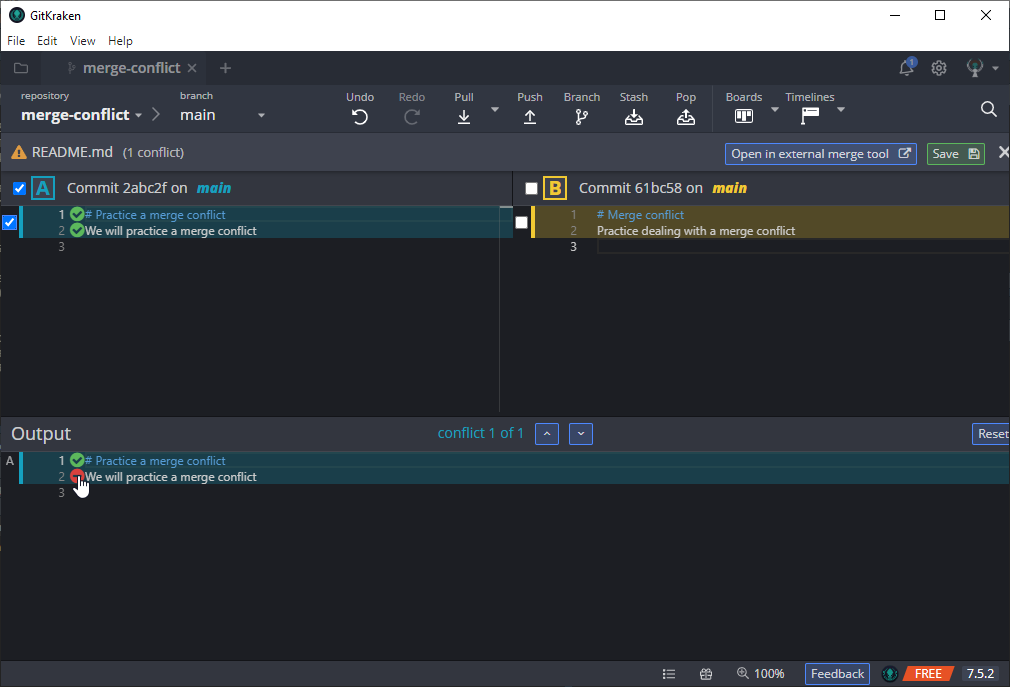 GitKraken
File Edit View Help
merge-conflict
1
repository
merge-conflict
branch
main
Undo
Redo
Pull
Push
Branch
Stash
Pop
Boards
Timelines
README.md (1 conflict)
Open in external merge tool
Save
A Commit 2abc2f on main
B Commit 61bc58 on main
1 # Practice a merge conflict
2 We will practice a merge conflict
3
1 # Merge conflict
2 Practice dealing with a merge conflict
3
Output
conflict 1 of 1
Reset
A 1 # Practice a merge conflict
2 We will practice a merge conflict
3
100%
Feedback
FREE
7.5.2